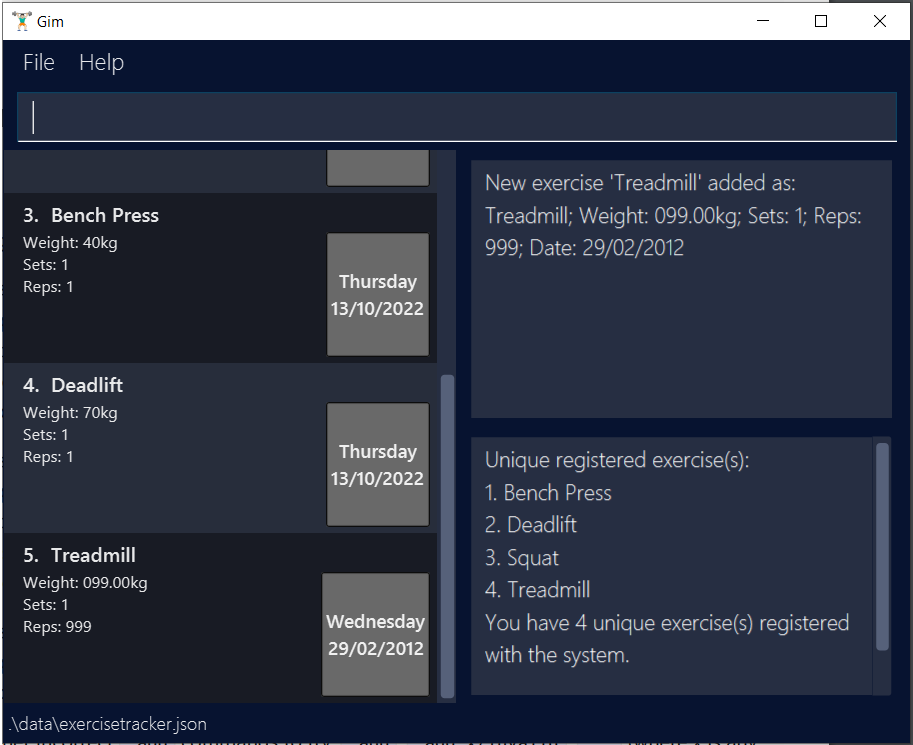 Gim
File Help
3. Bench Press
Weight: 40kg
Sets: 1
Reps: 1
Thursday
13/10/2022
4. Deadlift
Weight: 70kg
Sets: 1
Reps: 1
Thursday
13/10/2022
5. Treadmill
Weight: 099.00kg
Sets: 1
Reps: 999
Wednesday
29/02/2012
New exercise 'Treadmill' added as:
Treadmill; Weight: 099.00kg; Sets: 1; Reps:
999; Date: 29/02/2012
Unique registered exercise(s):
1. Bench Press
2. Deadlift
3. Squat
4. Treadmill
You have 4 unique exercise(s) registered
with the system.
.\data\exercisetracker.json